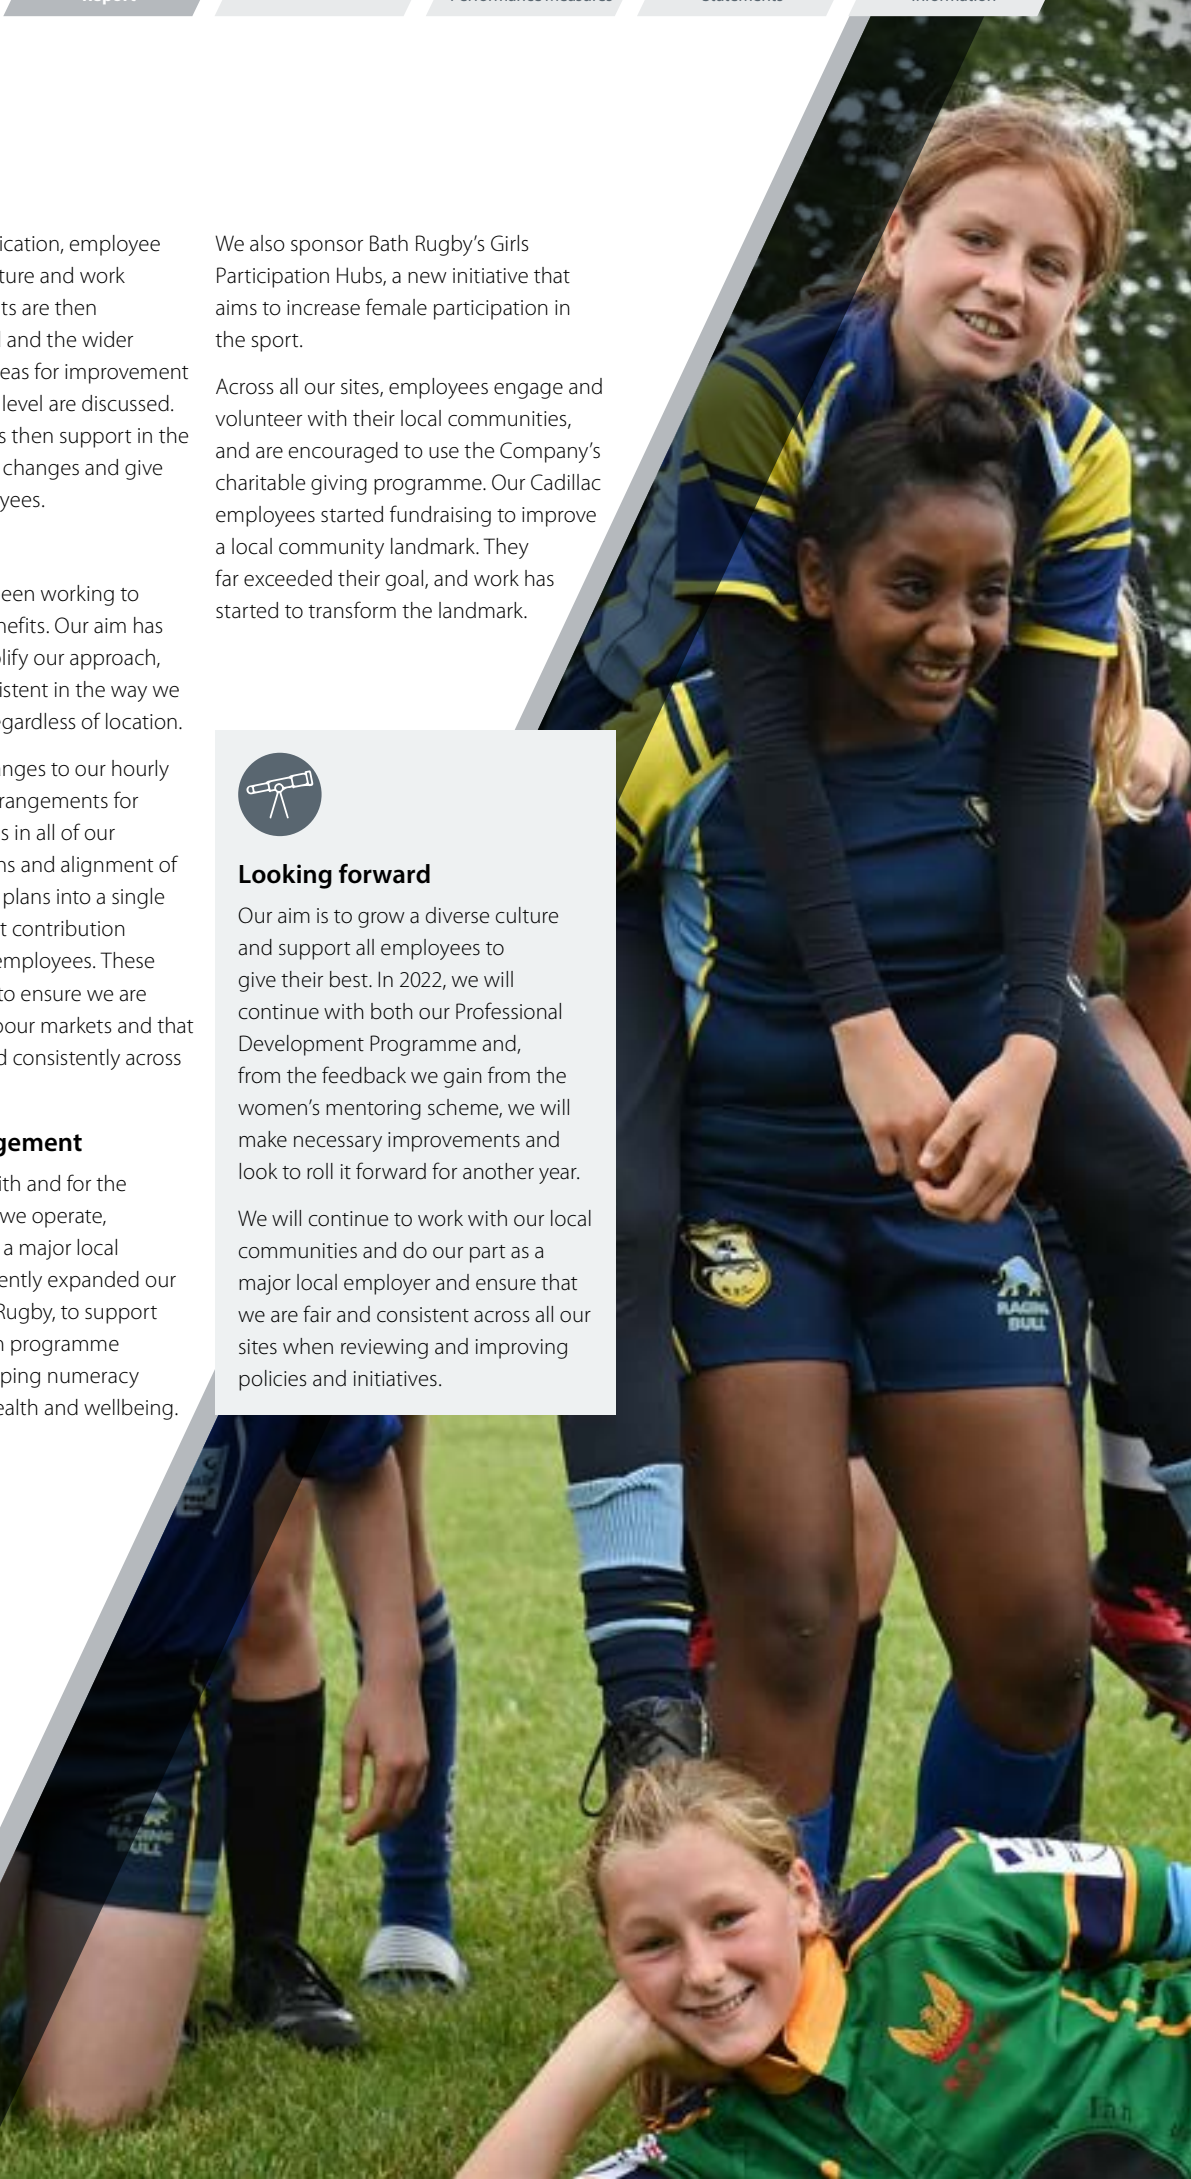 Report
Performance Measures
Statements
Information
ication, employee
ture and work
ts are then
and the wider
eas for improvement
level are discussed.
s then support in the
changes and give
yees.
een working to
nefits. Our aim has
lify our approach,
istent in the way we
egardless of location.
nges to our hourly
rangements for
s in all of our
ns and alignment of
plans into a single
t contribution
employees. These
to ensure we are
bour markets and that
d consistently across
gement
ith and for the
we operate,
a major local
ently expanded our
Rugby, to support
n programme
ping numeracy
ealth and wellbeing.
We also sponsor Bath Rugby’s Girls
Participation Hubs, a new initiative that
aims to increase female participation in
the sport.
Across all our sites, employees engage and
volunteer with their local communities,
and are encouraged to use the Company’s
charitable giving programme. Our Cadillac
employees started fundraising to improve
a local community landmark. They
far exceeded their goal, and work has
started to transform the landmark.
Looking forward
Our aim is to grow a diverse culture
and support all employees to
give their best. In 2022, we will
continue with both our Professional
Development Programme and,
from the feedback we gain from the
women’s mentoring scheme, we will
make necessary improvements and
look to roll it forward for another year.
We will continue to work with our local
communities and do our part as a
major local employer and ensure that
we are fair and consistent across all our
sites when reviewing and improving
policies and initiatives.
RAGING
BULL
RAGING
BULL